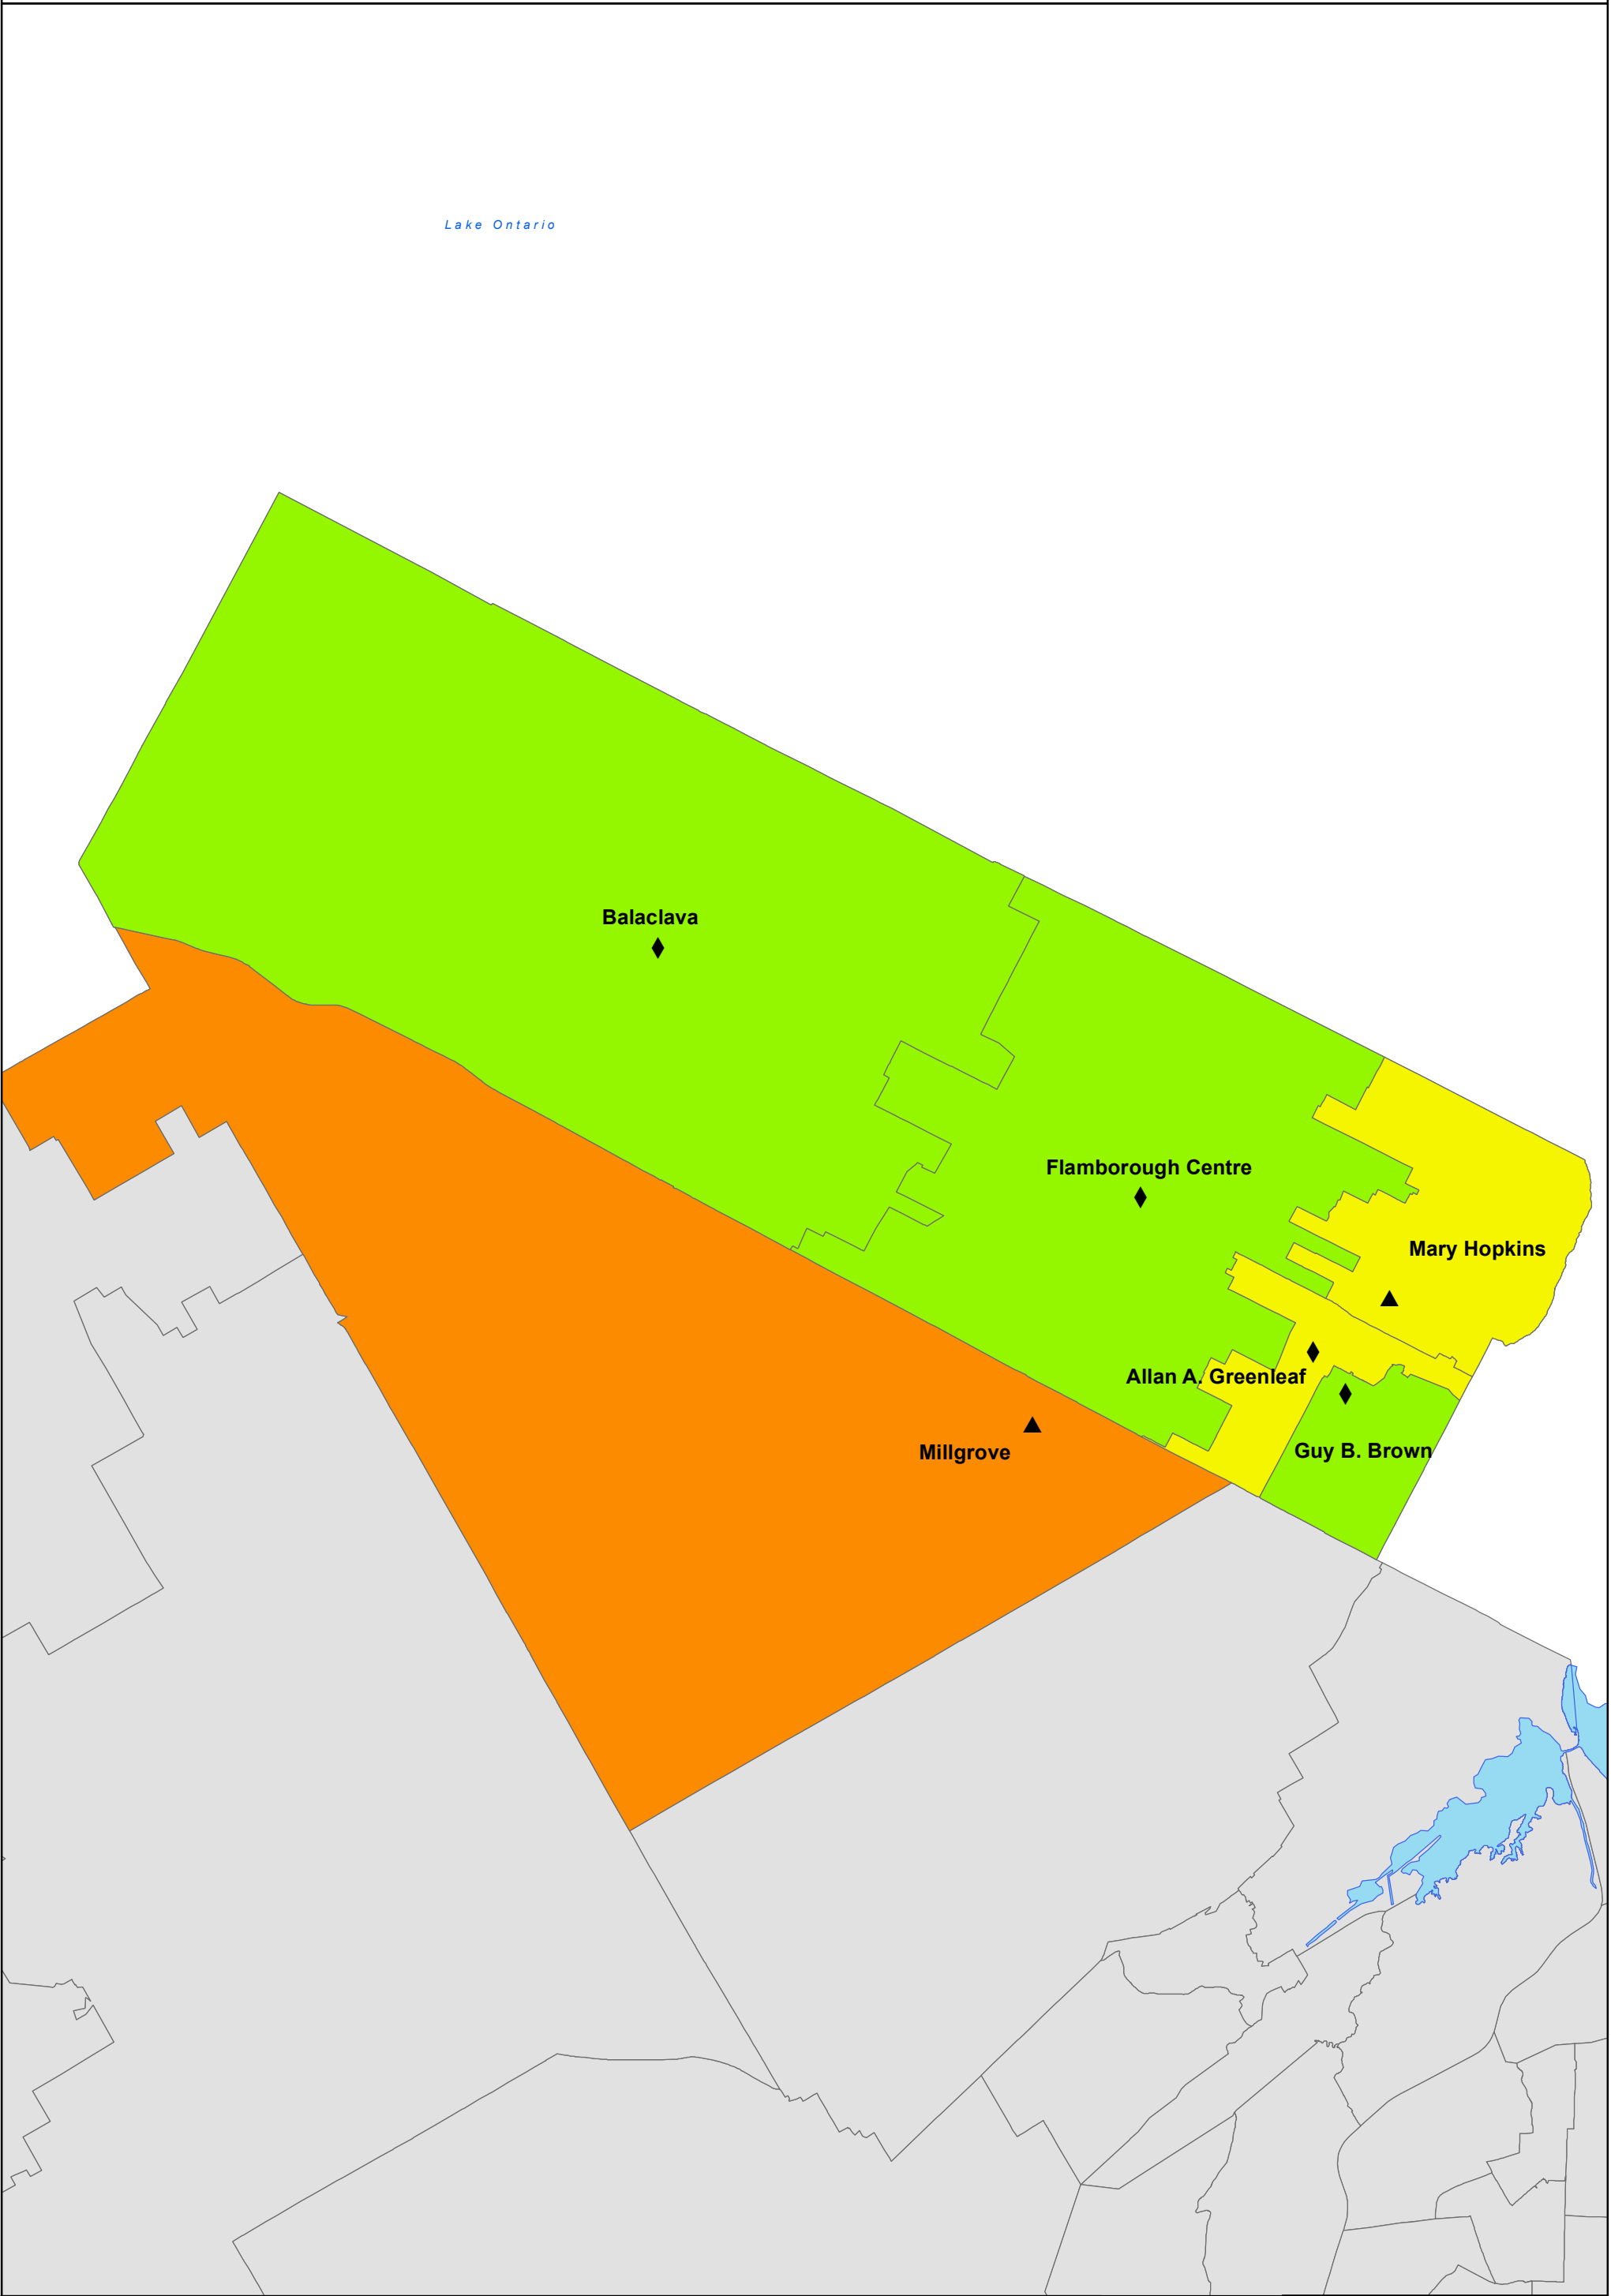 Lake Ontario
Balaclava
Flamborough Centre
Mary Hopkins
Allan A. Greenleaf
Guy B. Brown
Millgrove